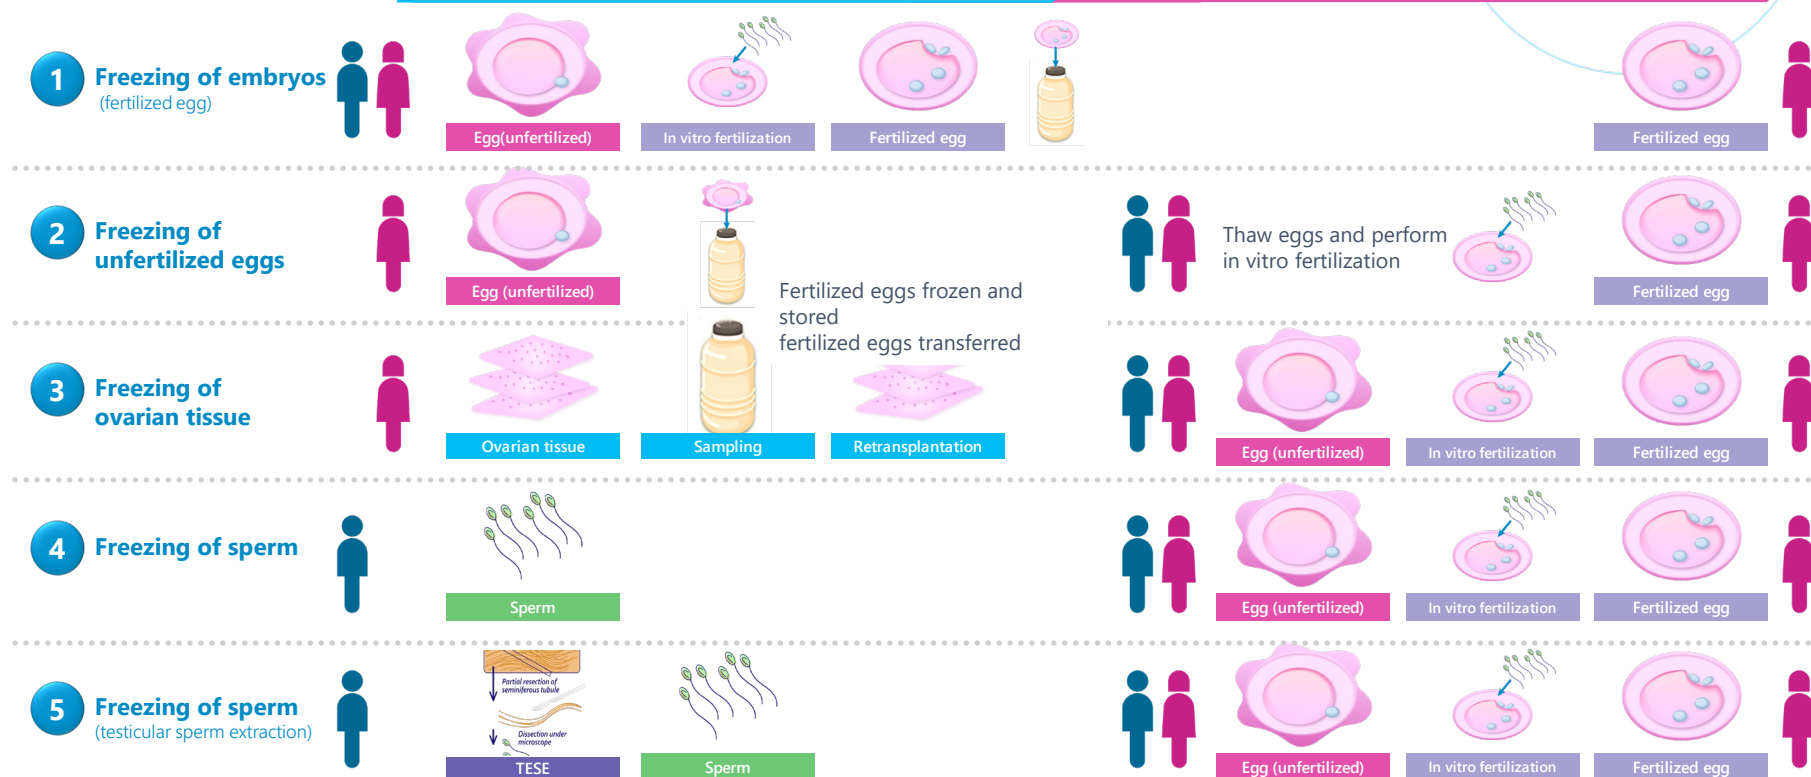 1
Freezing of embryos
(fertilized egg)
Egg(unfertilized)
In vitro fertilization
Fertilized egg
Fertilized egg
2
Freezing of
unfertilized eggs
Egg (unfertilized)
Fertilized eggs frozen and
stored
fertilized eggs transferred
Thaw eggs and perform
in vitro fertilization
Fertilized egg
3
Freezing of
ovarian tissue
Ovarian tissue
Sampling
Retransplantation
Egg (unfertilized)
In vitro fertilization
Fertilized egg
4
Freezing of sperm
Sperm
Egg (unfertilized)
In vitro fertilization
Fertilized egg
5
Freezing of sperm
(testicular sperm extraction)
Partial resection of
seminiferous tubule
Dissection under
microscope
TESE
Sperm
Egg (unfertilized)
In vitro fertilization
Fertilized egg